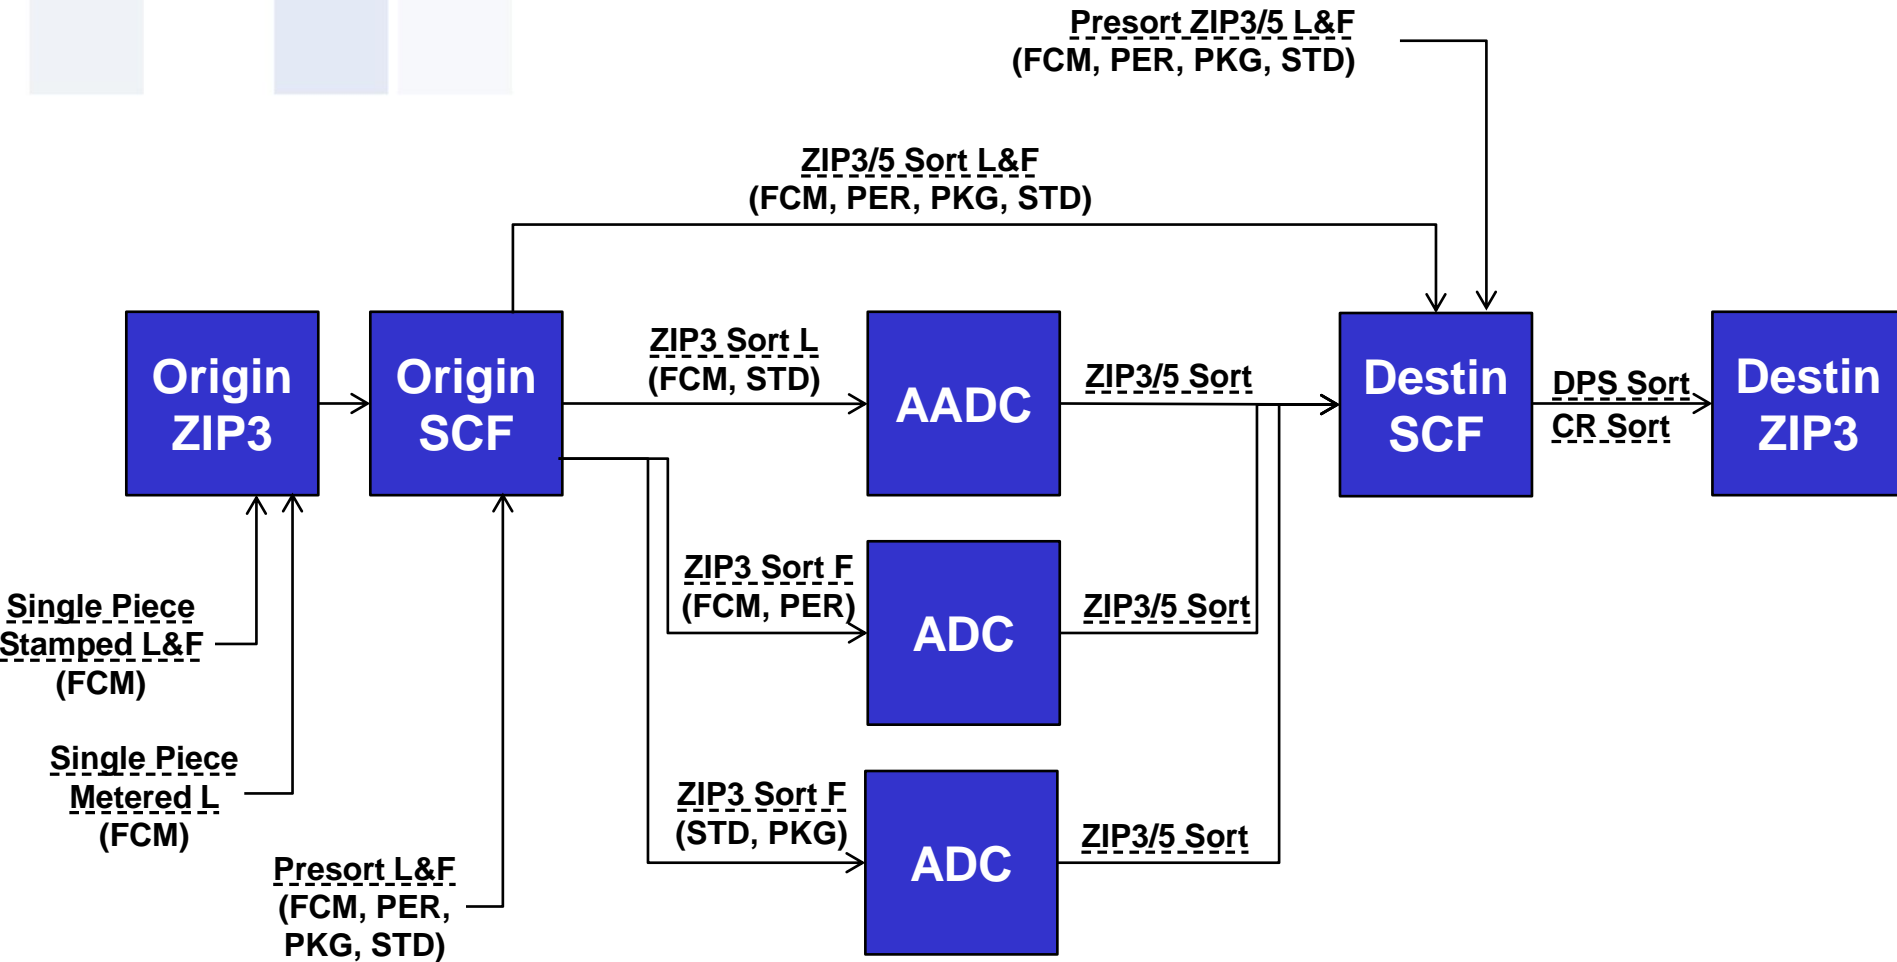 Presort ZIP3/5 L&F
(FCM, PER, PKG, STD)
ZIP3/5 Sort L&F
(FCM, PER, PKG, STD)
Origin
ZIP3
Origin
SCF
ZIP3 Sort L
(FCM, STD)
AADC
ZIP3/5 Sort
Destin
SCF
DPS Sort
CR Sort
Destin
ZIP3
ZIP3 Sort F
(FCM, PER)
ADC
ZIP3/5 Sort
Single Piece
Stamped L&F
(FCM)
Single Piece
Metered L
(FCM)
ZIP3 Sort F
(STD, PKG)
ADC
ZIP3/5 Sort
Presort L&F
(FCM, PER,
PKG, STD)